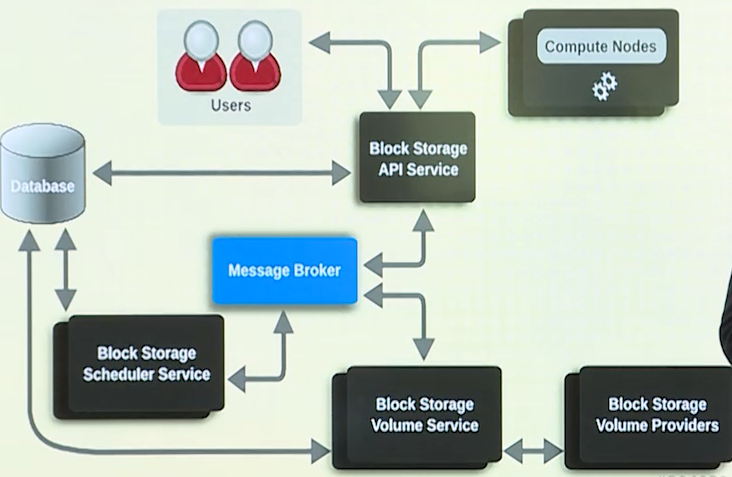 Users
Compute Nodes
Block Storage
API Service
Database
Message Broker
Block Storage
Scheduler Service
Block Storage
Volume Service
Block Storage
Volume Providers